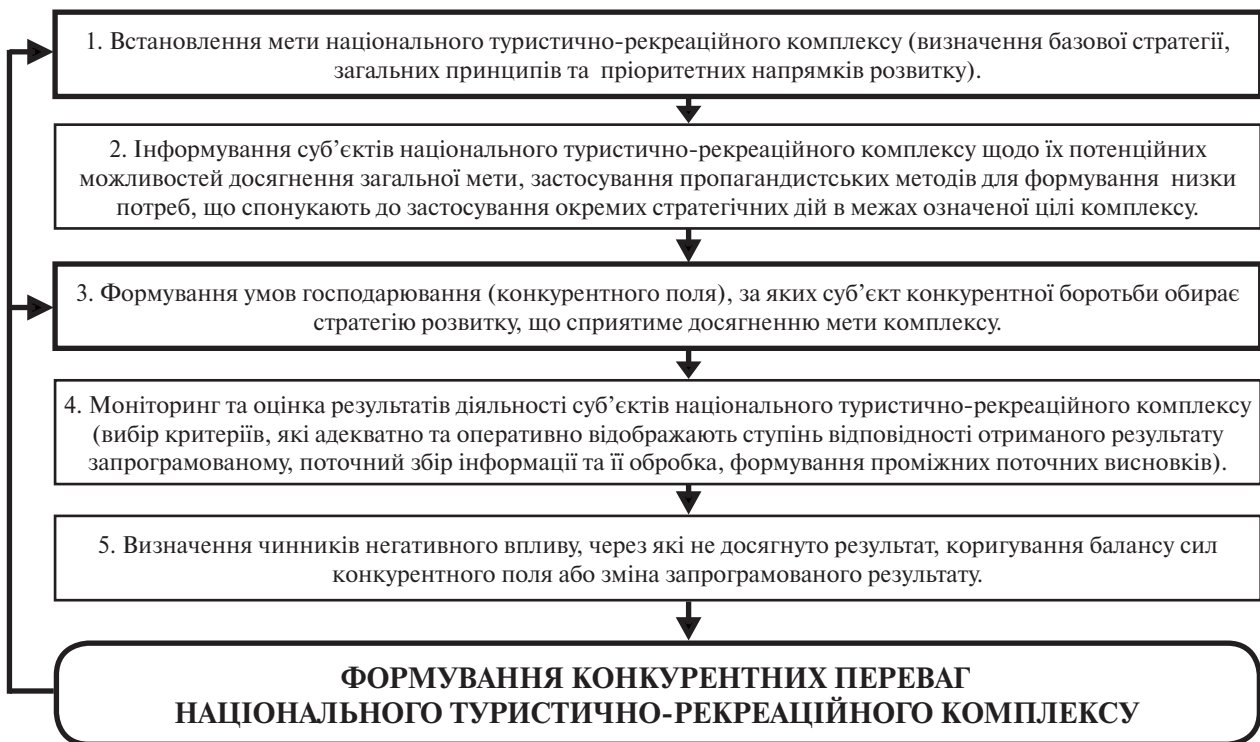 1. Встановлення мети національного туристично-рекреаційного комплексу (визначення базової стратегії,
загальних принципів та пріоритетних напрямків розвитку).
2. Інформування суб’єктів національного туристично-рекреаційного комплексу щодо їх потенційних
можливостей досягнення загальної мети, застосування пропагандистських методів для формування низки
потреб, що спонукають до застосування окремих стратегічних дій в межах означеної цілі комплексу.
3. Формування умов господарювання (конкурентного поля), за яких суб’єкт конкурентної боротьби обирає
стратегію розвитку, що сприятиме досягненню мети комплексу.
4. Моніторинг та оцінка результатів діяльності суб’єктів національного туристично-рекреаційного комплексу
(вибір критеріїв, які адекватно та оперативно відображають ступінь відповідності отриманого результату
запрограмованому, поточний збір інформації та її обробка, формування проміжних поточних висновків).
5. Визначення чинників негативного впливу, через які не досягнуто результат, коригування балансу сил
конкурентного поля або зміна запрограмованого результату.
ФОРМУВАННЯ КОНКУРЕНТНИХ ПЕРЕВАГ
НАЦІОНАЛЬНОГО ТУРИСТИЧНО-РЕКРЕАЦІЙНОГО КОМПЛЕКСУ